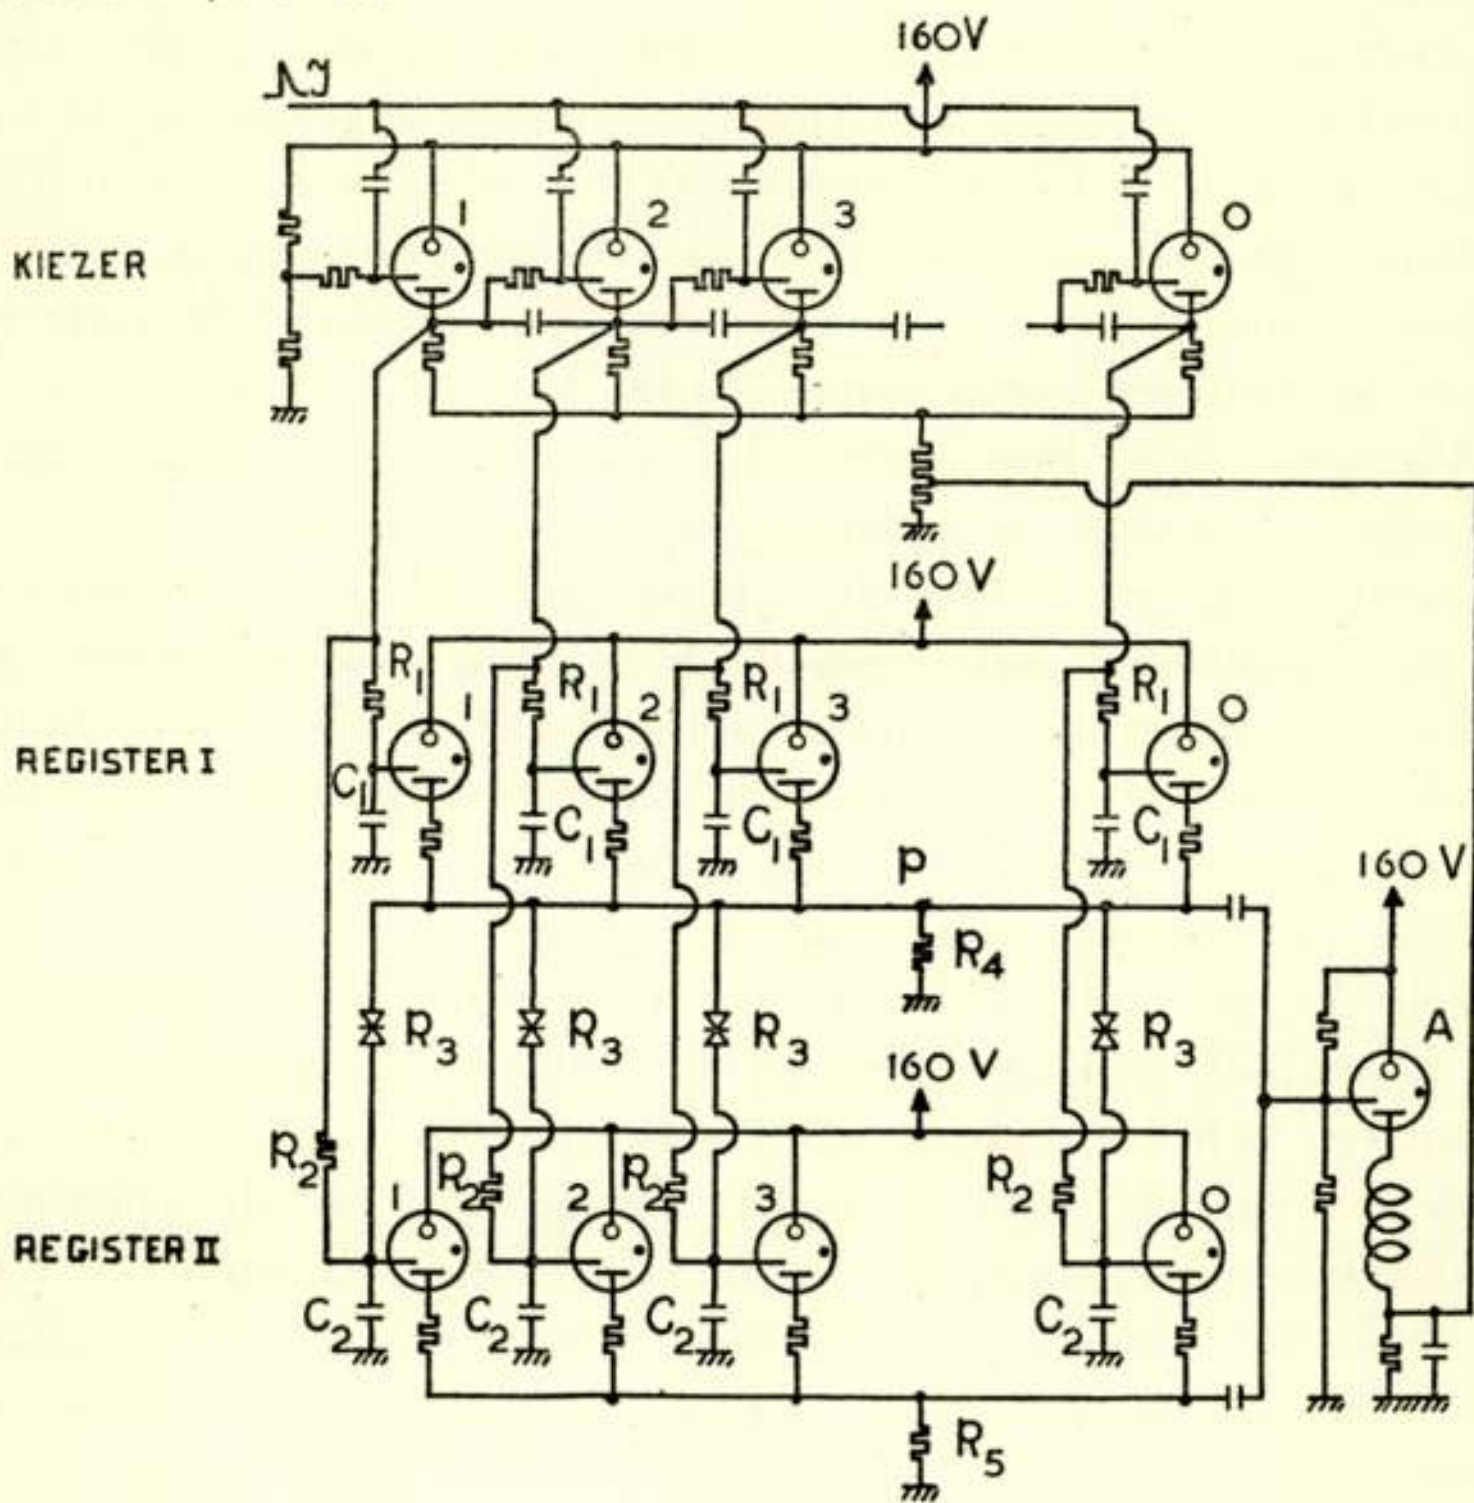 160V
1 2 3 0
KIEZER
160 V
R1 R1 R1 R1
1 2 3 0
REGISTER I
C1 C1 C1 C1
P
160 V
R4
R3 R3 R3 R3
A
160 V
R2 R2 R2 R2
1 2 3 0
REGISTER II
C2 C2 C2 C2
R5